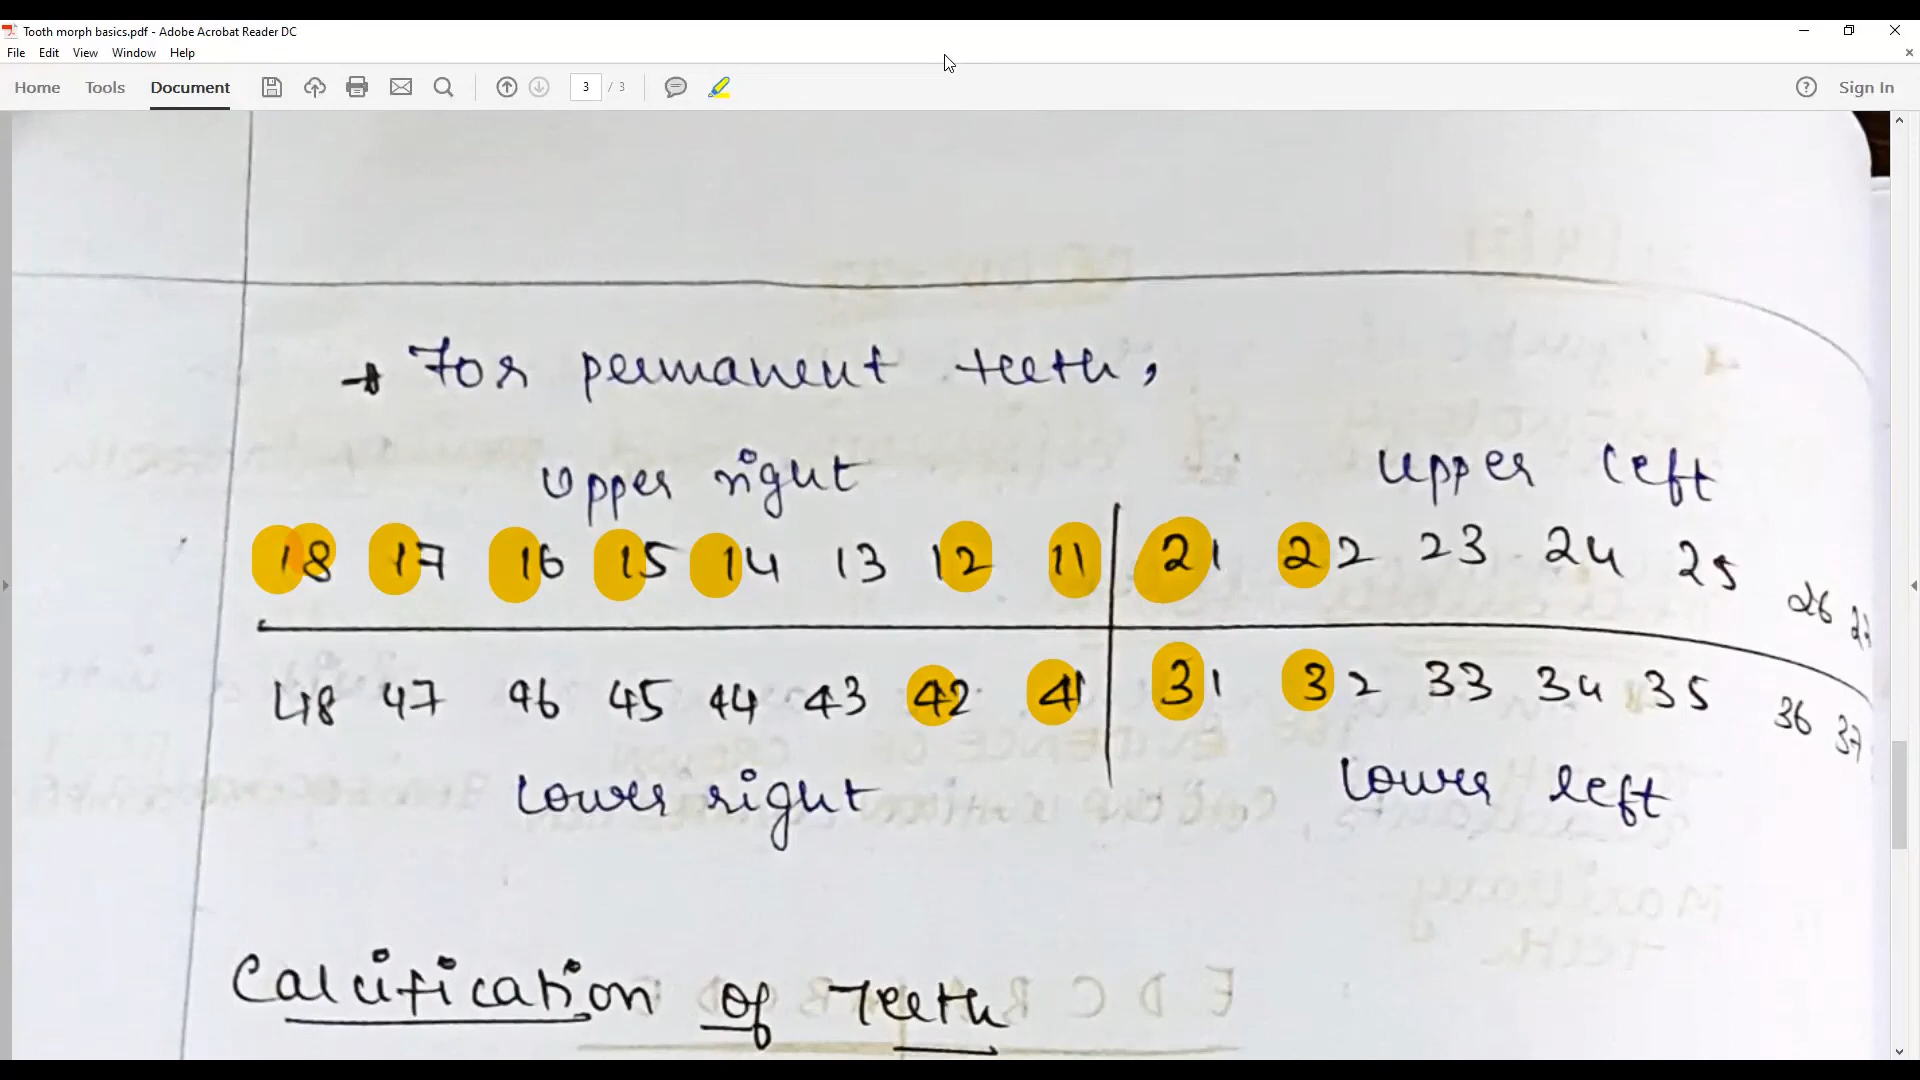 Tooth morph basics.pdf - Adobe Acrobat Reader DC
File Edit View Window Help
Home Tools Document 3 / 3 Sign In
→ For permanent teeth,
Upper right Upper left
18 17 16 15 14 13 12 11 21 22 23 24 25 26 27
48 47 46 45 44 43 42 41 31 32 33 34 35 36 37
Lower right Lower left
Calcification of Teeth